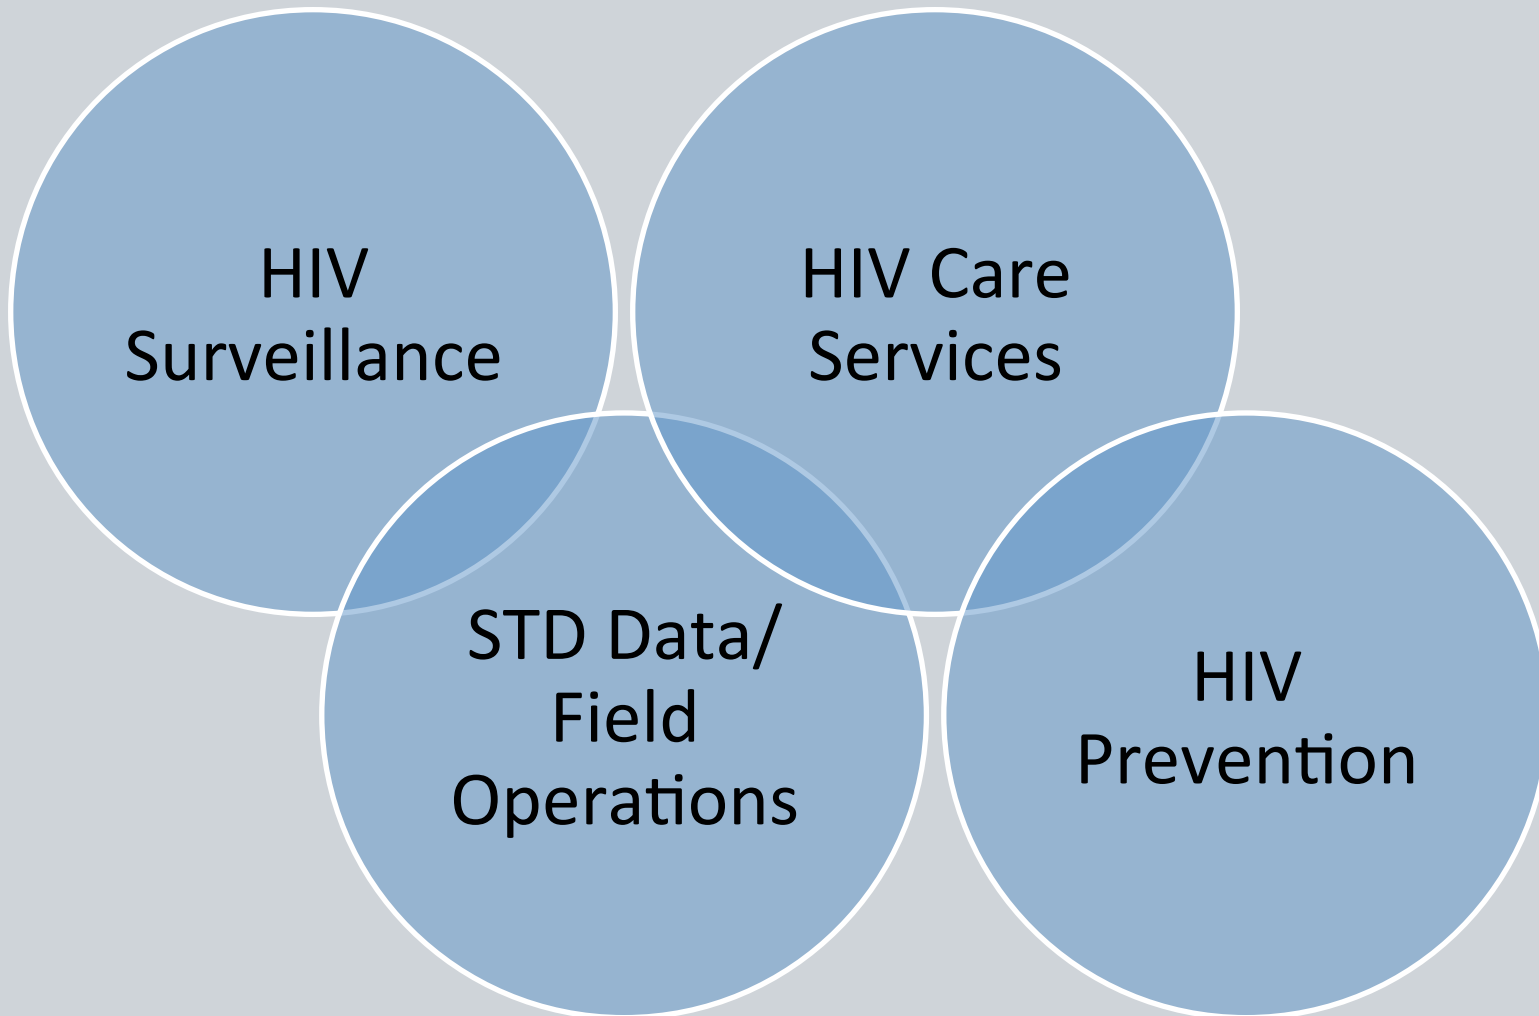 HIV
Surveillance
HIV Care
Services
STD Data/
Field
Operations
HIV
Prevention